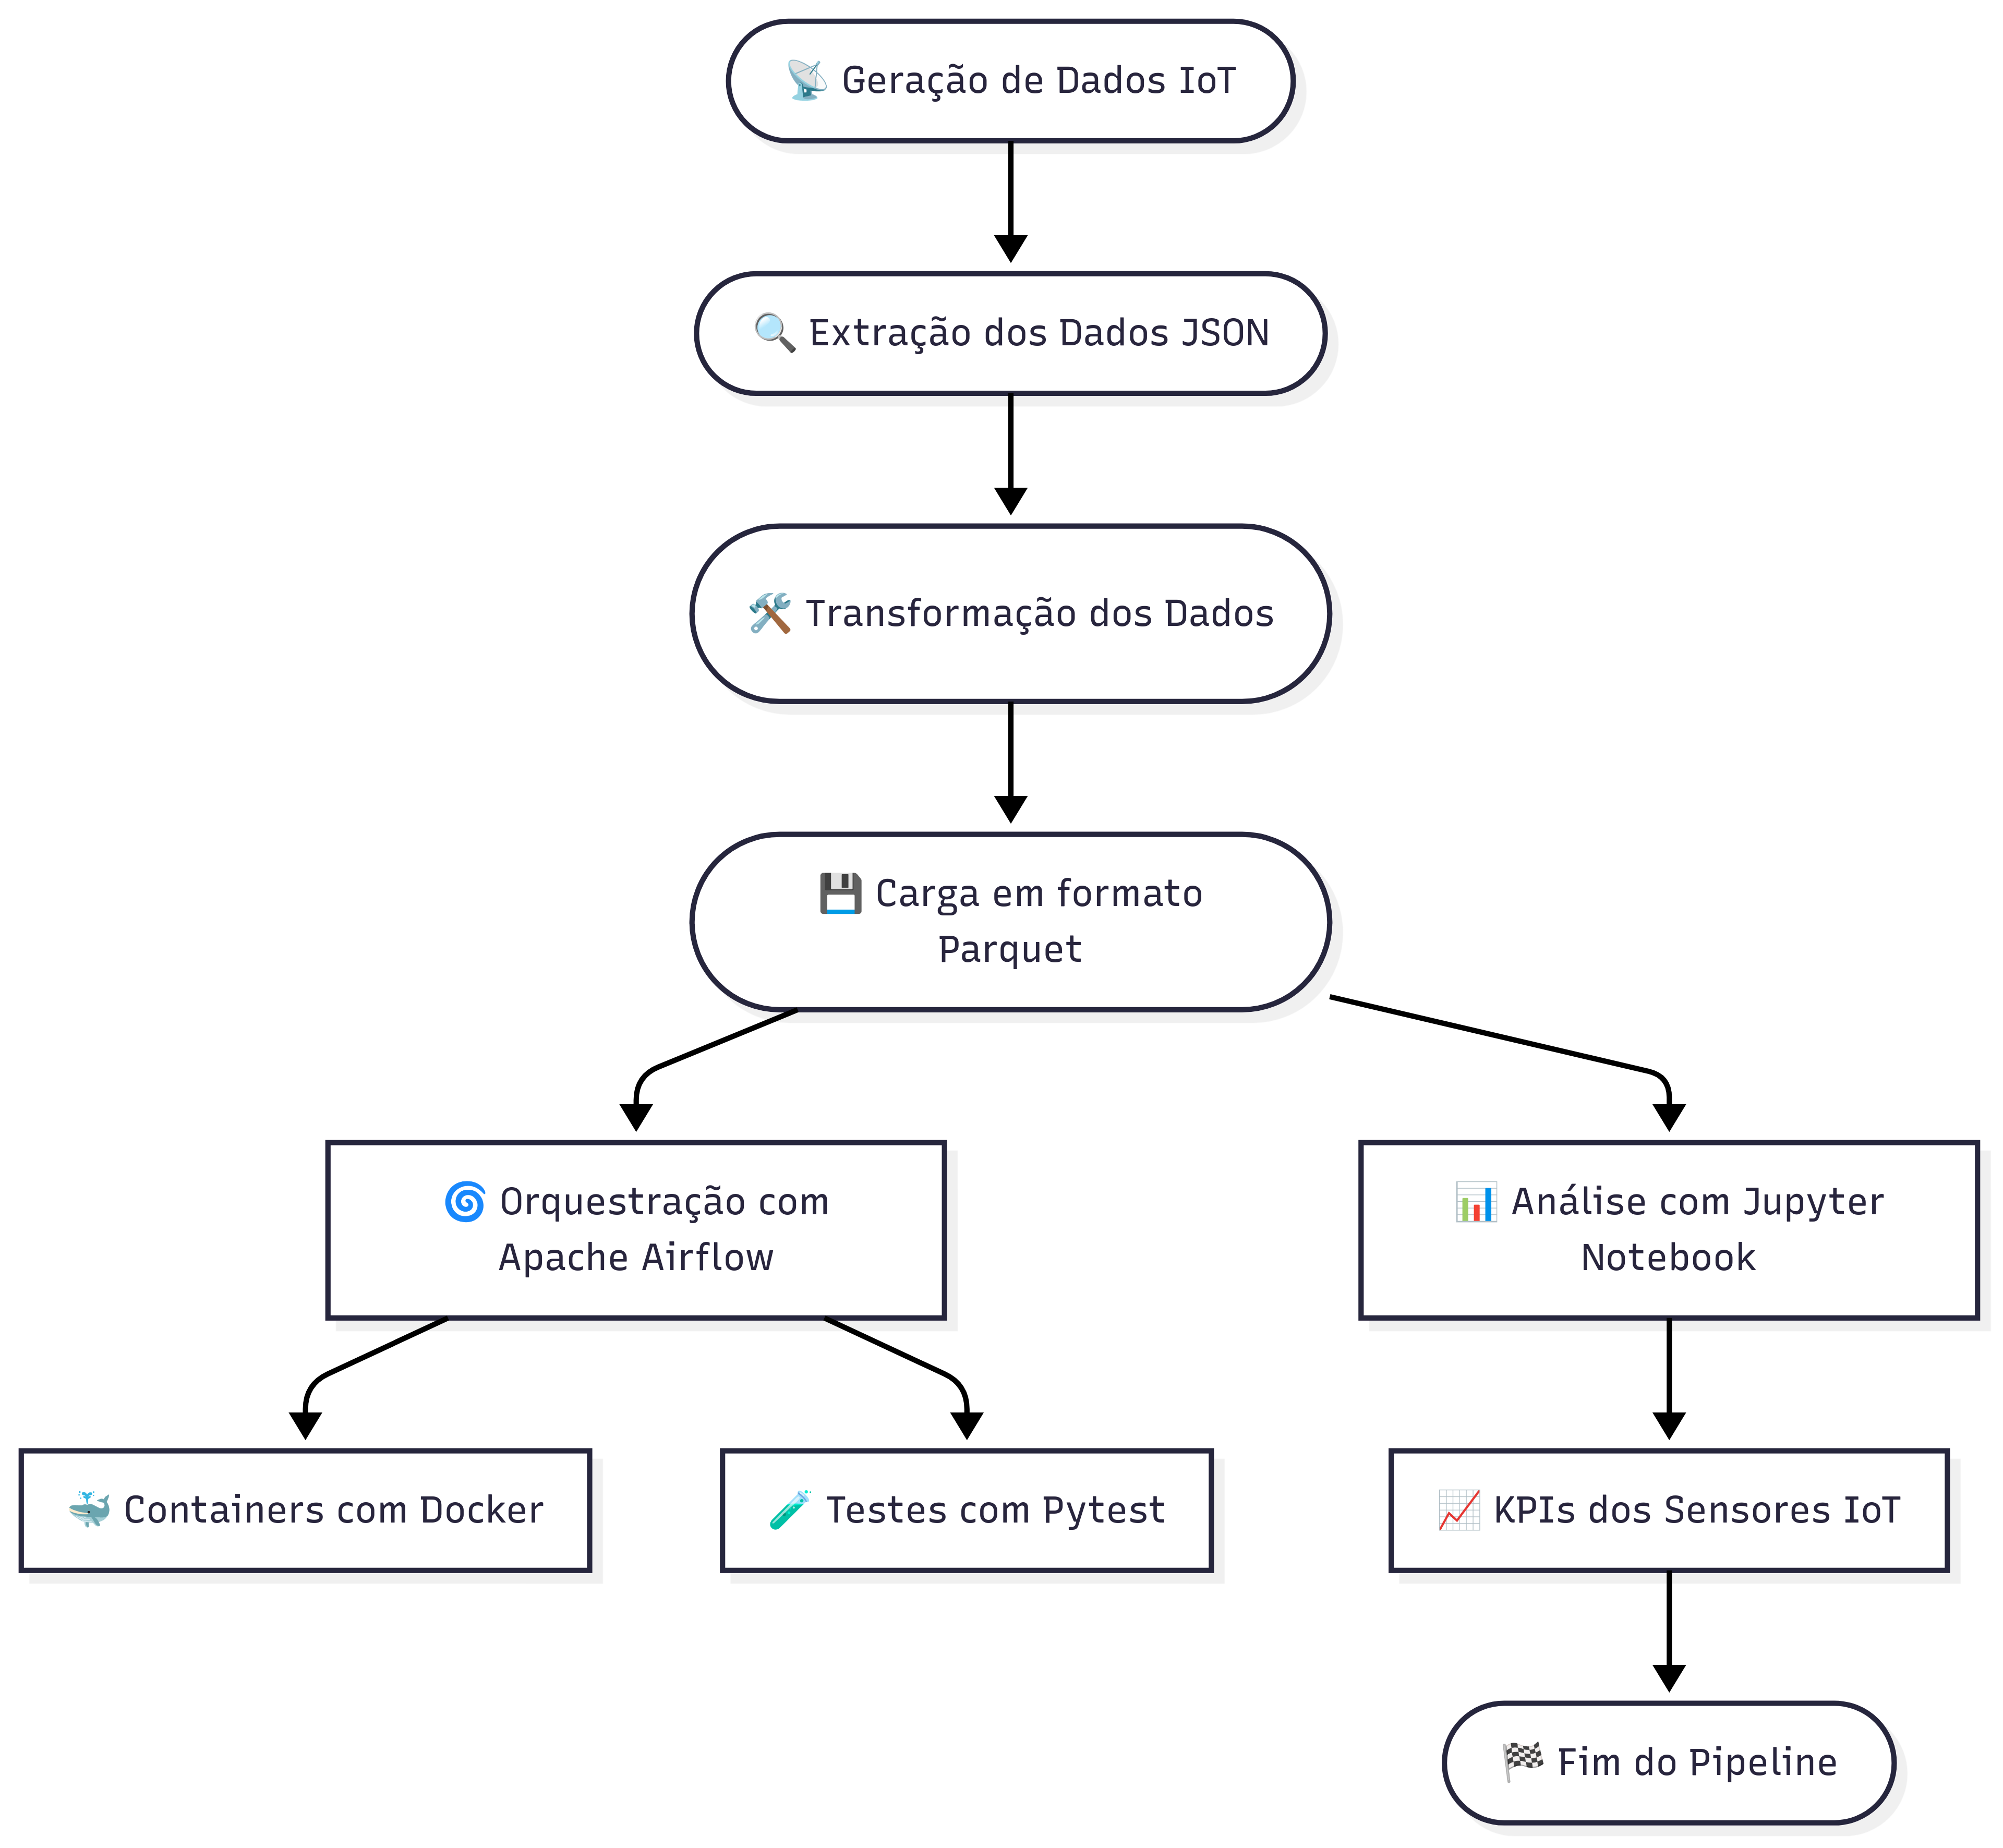 📡 Geração de Dados IoT
🔍 Extração dos Dados JSON
🛠️ Transformação dos Dados
💾 Carga em formato
Parquet
🌀 Orquestração com
Apache Airflow
📊 Análise com Jupyter
Notebook
🐳 Containers com Docker
🧪 Testes com Pytest
📈 KPIs dos Sensores IoT
🏁 Fim do Pipeline